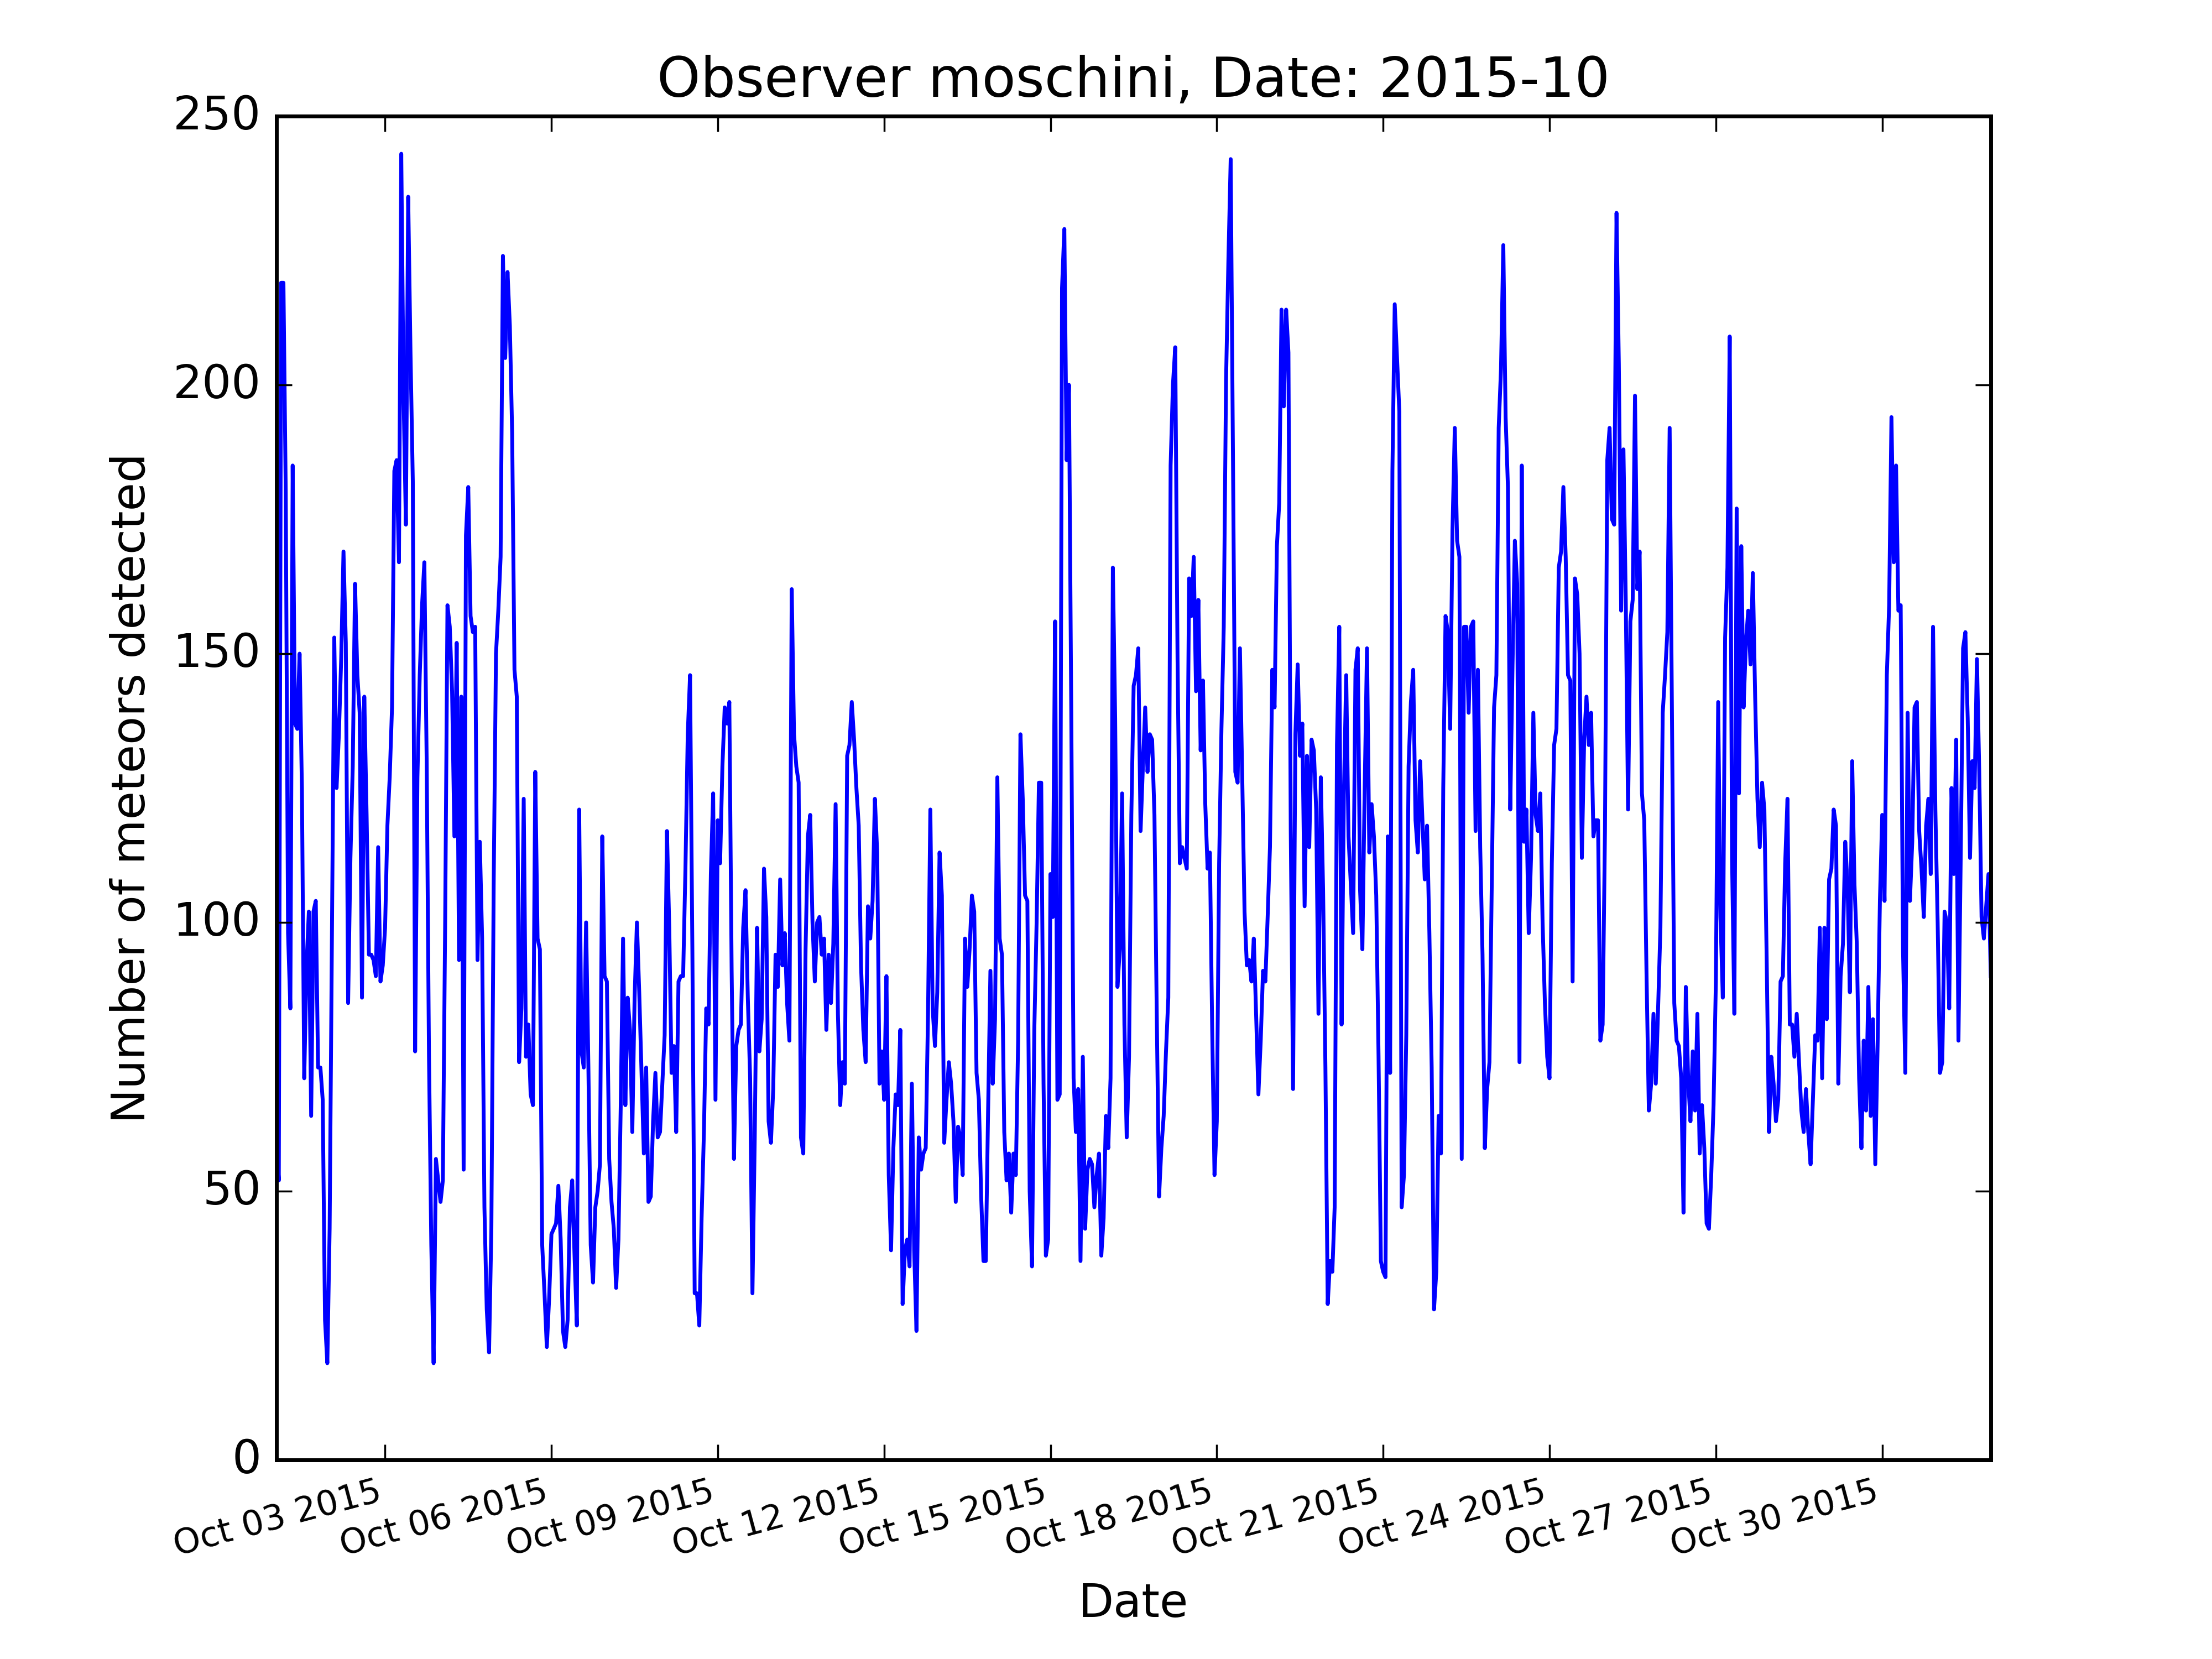 Observer moschini, Date: 2015-10
Number of meteors detected
250
200
150
100
50
0
Oct 03 2015
Oct 06 2015
Oct 09 2015
Oct 12 2015
Oct 15 2015
Oct 18 2015
Oct 21 2015
Oct 24 2015
Oct 27 2015
Oct 30 2015
Date